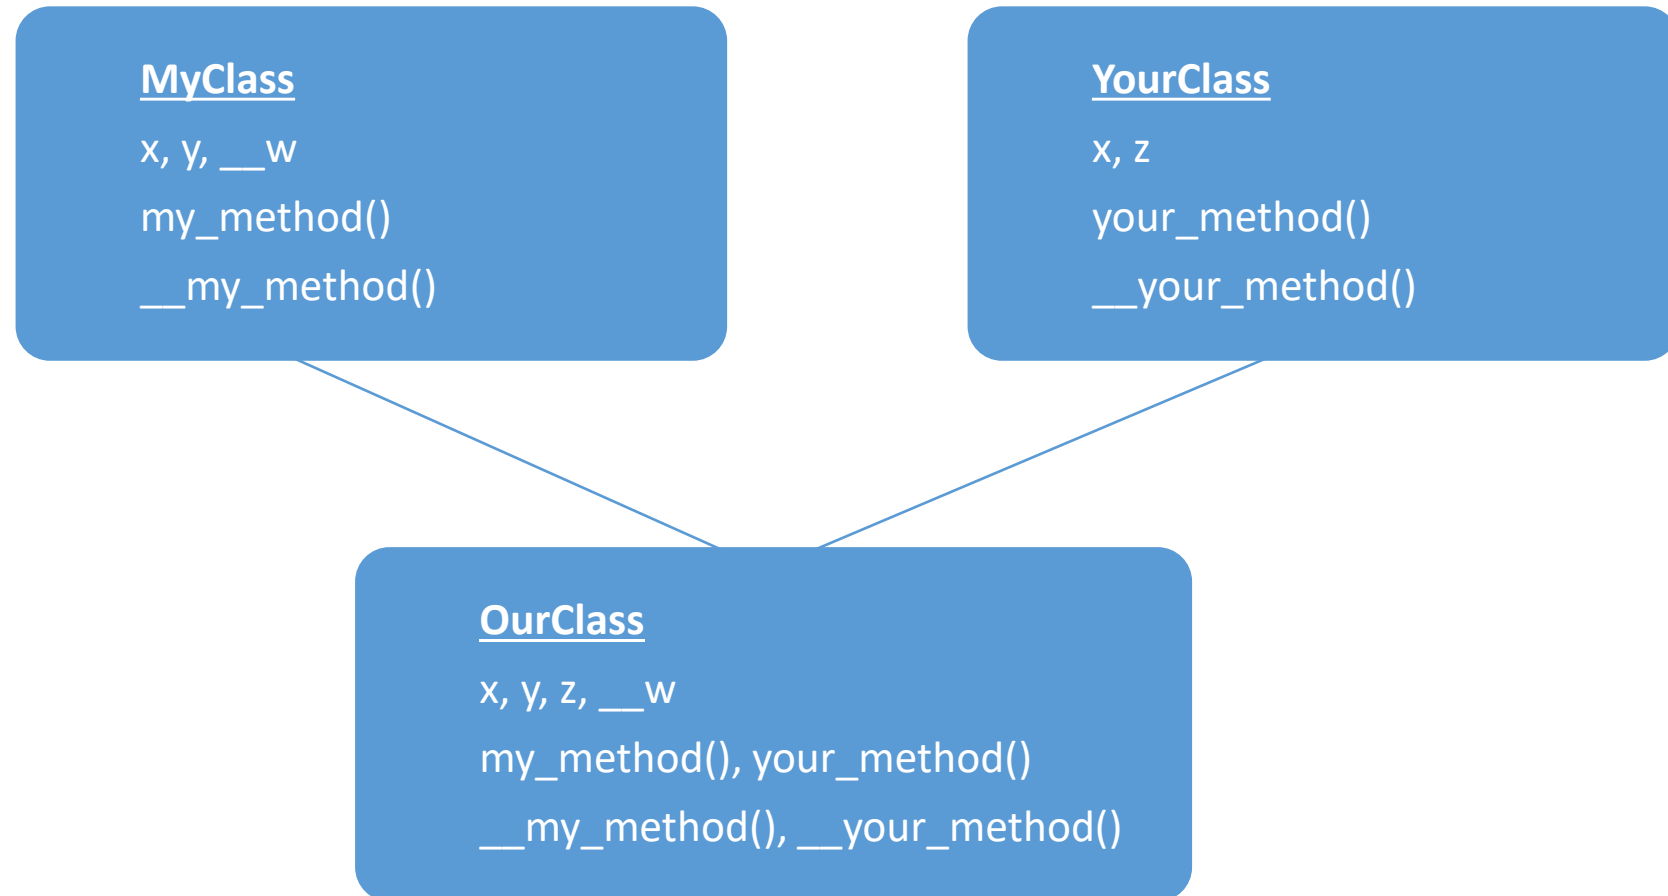 MyClass
x, y, __w
my_method()
__my_method()
YourClass
x, z
your_method()
__your_method()
OurClass
x, y, z, __w
my_method(), your_method()
__my_method(), __your_method()